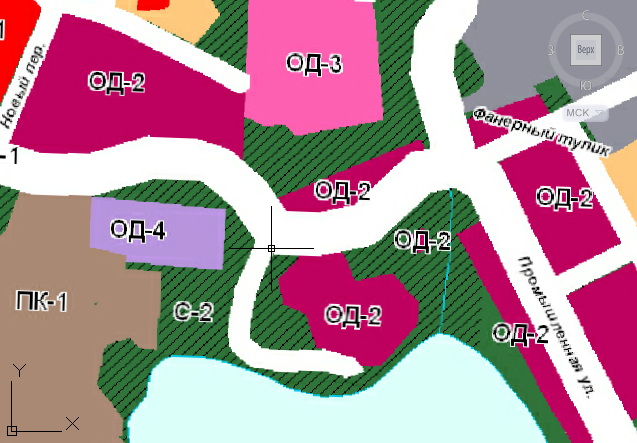 1
Новый пер.
ОД-2
ОД-3
С
З
Верх
В
Ю
МСК
Фанерный тупик
-1
ОД-2
ОД-2
ОД-4
ОД-2
ПК-1
С-2
ОД-2
ОД-2
Промышленная ул.
Y
X